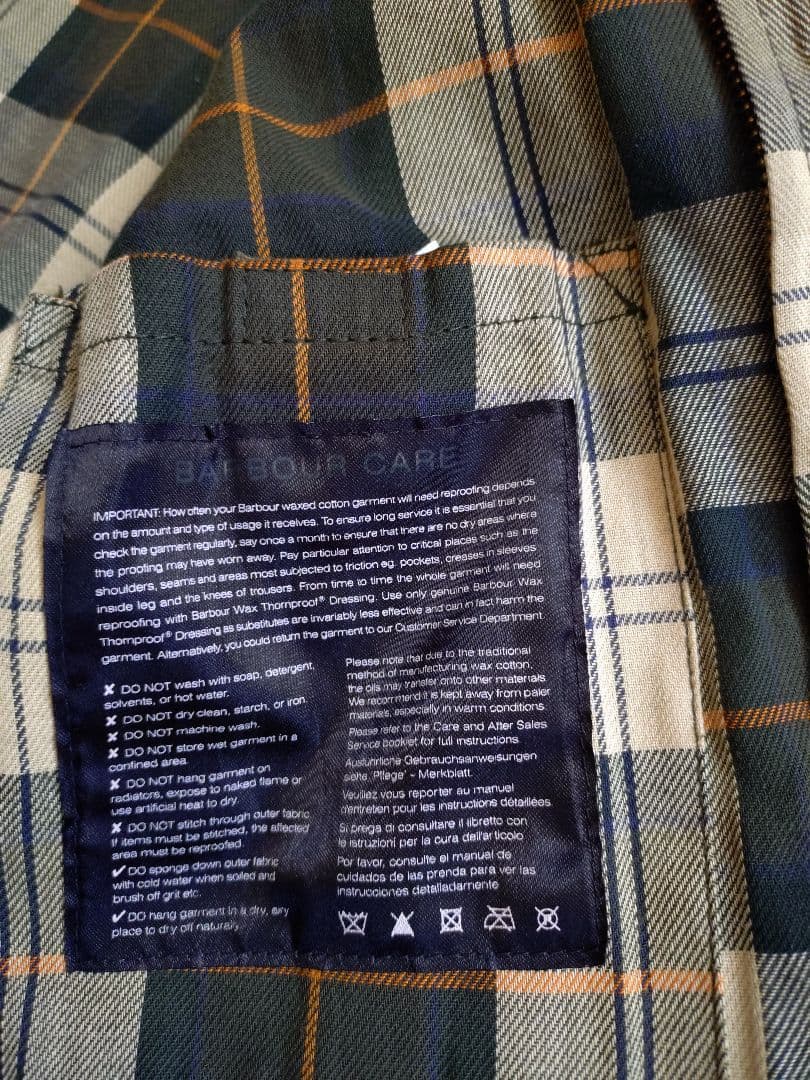 BARBOUR CARE
IMPORTANT: How often your Barbour waxed cotton garment will need reproofing depends
on the amount and type of usage it receives. To ensure long service it is essential that you
check the garment regularly, say once a month to ensure that there are no dry areas where
the proofing may have worn away. Pay particular attention to critical places such as the
shoulders, seams and areas most subjected to friction eg. pockets, creases in sleeves
inside leg and the knees of trousers. From time to time the whole garment will need
reproofing with Barbour Wax Thornproof® Dressing. Use only genuine Barbour Wax
Thornproof® Dressing as substitutes are invariably less effective and can in fact harm the
garment. Alternatively, you could return the garment to our Customer Service Department.
✘ DO NOT wash with soap, detergent,
solvents, or hot water.
✘ DO NOT dry clean, starch, or iron.
✘ DO NOT machine wash.
✘ DO NOT store wet garment in a
confined area.
✘ DO NOT hang garment on
radiators, expose to naked flame or
use artificial heat to dry.
✘ DO NOT stitch through outer fabric
If items must be stitched, the affected
area must be reproofed.
✔ DO sponge down outer fabric
with cold water when soiled and
brush off grit etc.
✔ DO hang garment in a dry, airy
place to dry off naturally.
Please note that due to the traditional
method of manufacturing wax cotton,
the oils may transfer onto other materials
We recommend it is kept away from paler
materials, especially in warm conditions
Please refer to the Care and After Sales
Service booklet for full instructions
Ausfuhrliche Gebrauchsanweisungen
siehe 'Pflege' - Merkblatt.
Veuillez vous reporter au manuel
d'entretien pour les instructions détaillées
Si prega di consultare il libretto con
le istruzioni per la cura dell'articolo
Por favor, consulte el manual de
cuidados de las prenda para ver las
instrucciones detalladamente